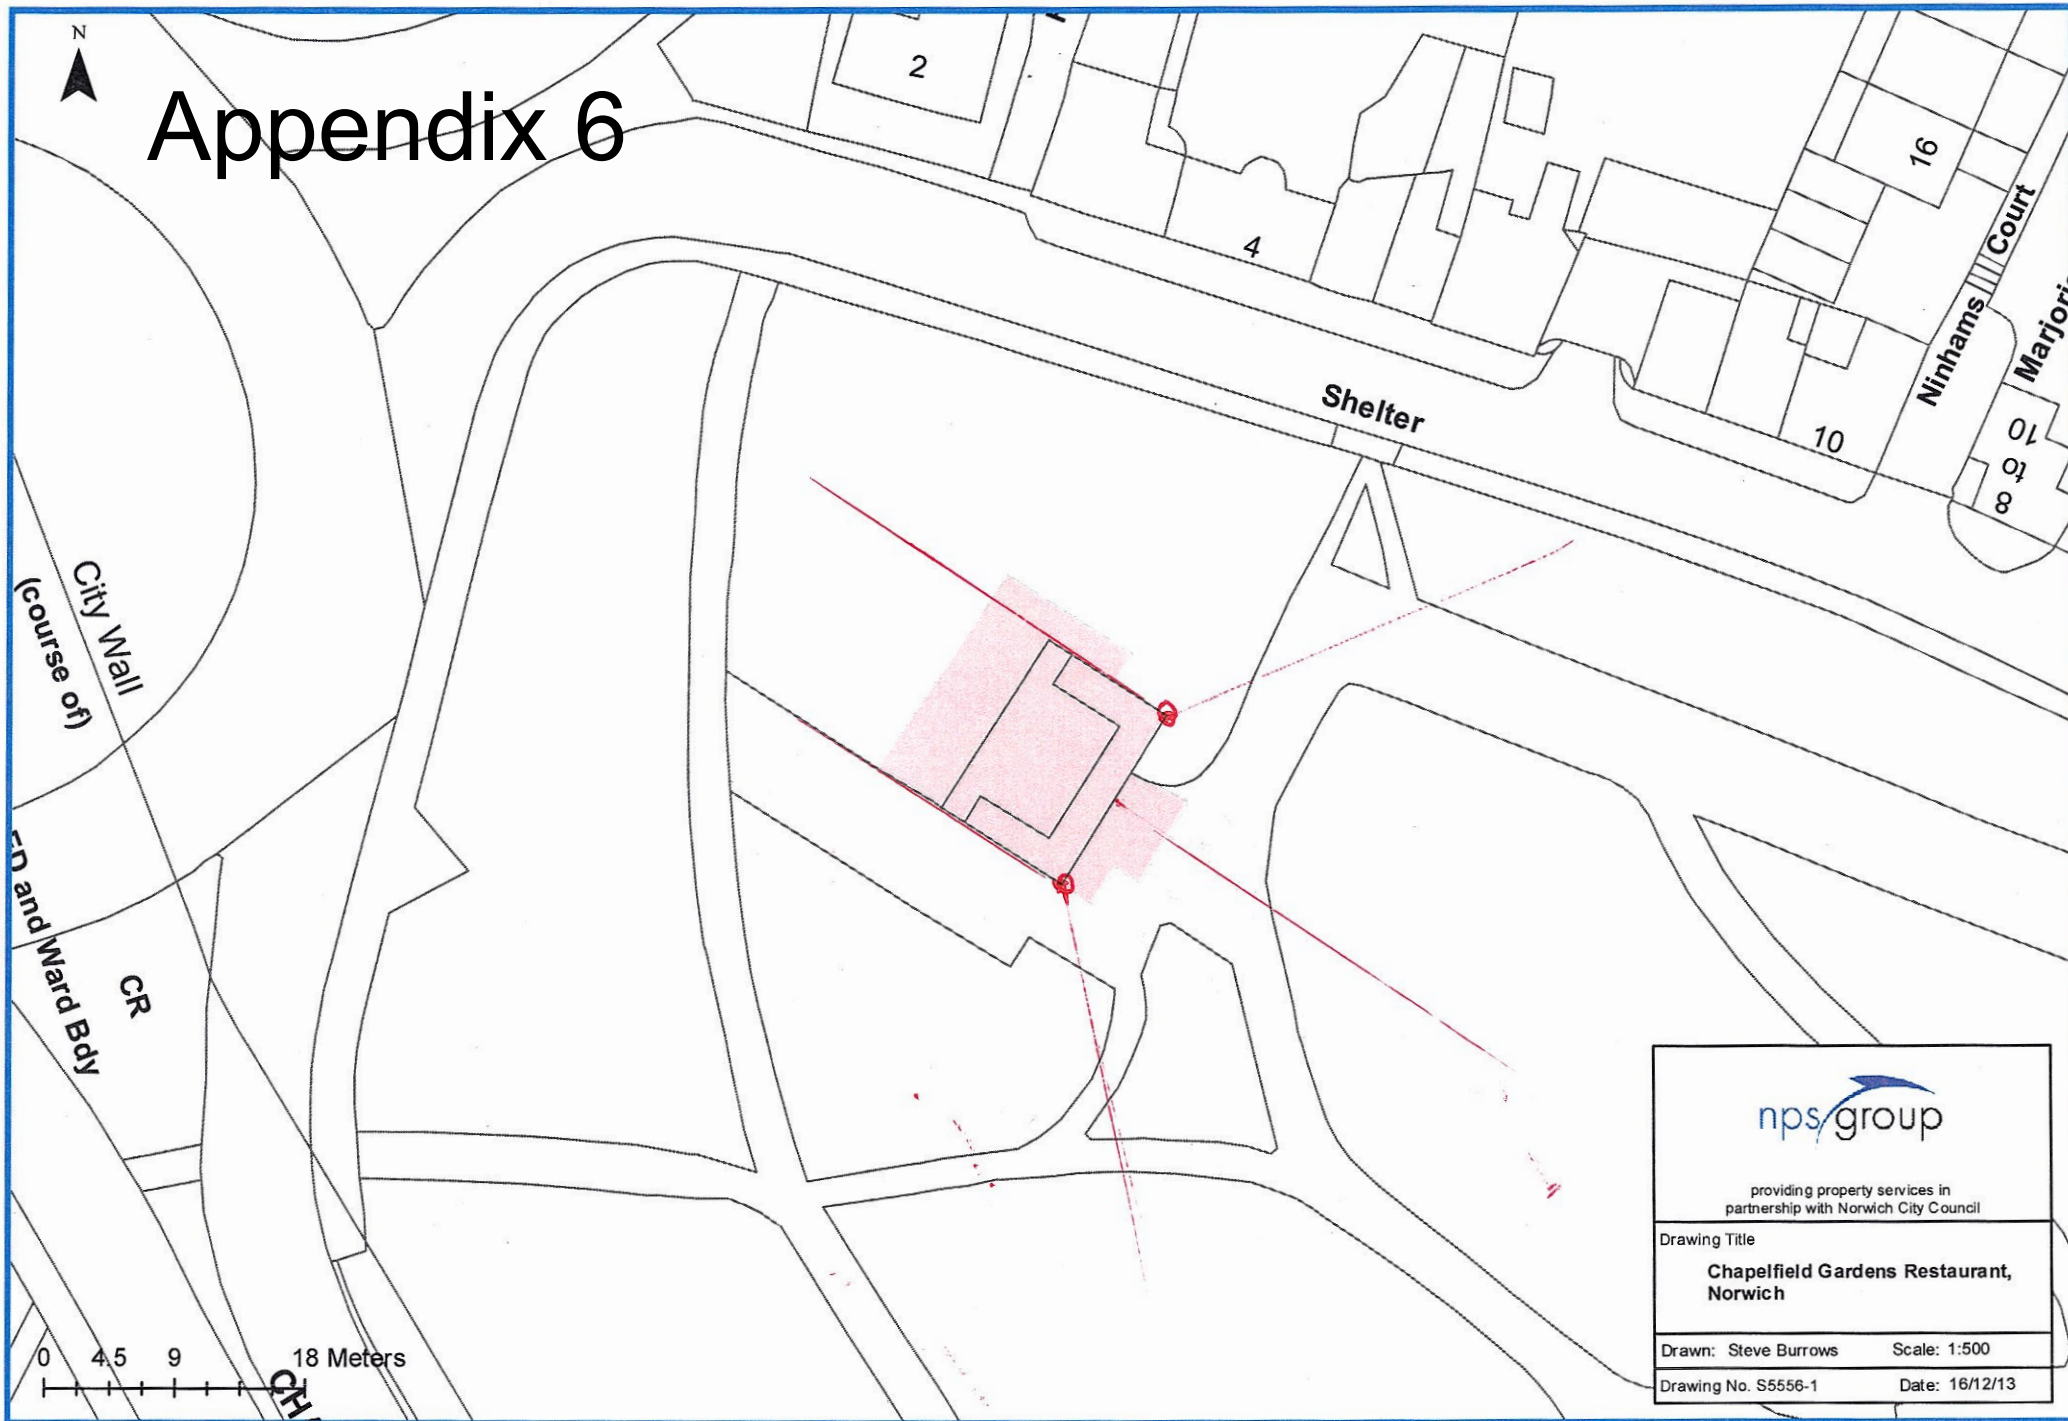 N
Appendix 6
2
16
Court
4
Ninhams
Shelter
10
10
to
8
City Wall
(course of)
and Ward Bdy
CR
nps group
providing property services in
partnership with Norwich City Council
Drawing Title
Chapelfield Gardens Restaurant,
Norwich
Drawn: Steve Burrows Scale: 1:500
Drawing No. S5556-1 Date: 16/12/13
0 4.5 9 18 Meters